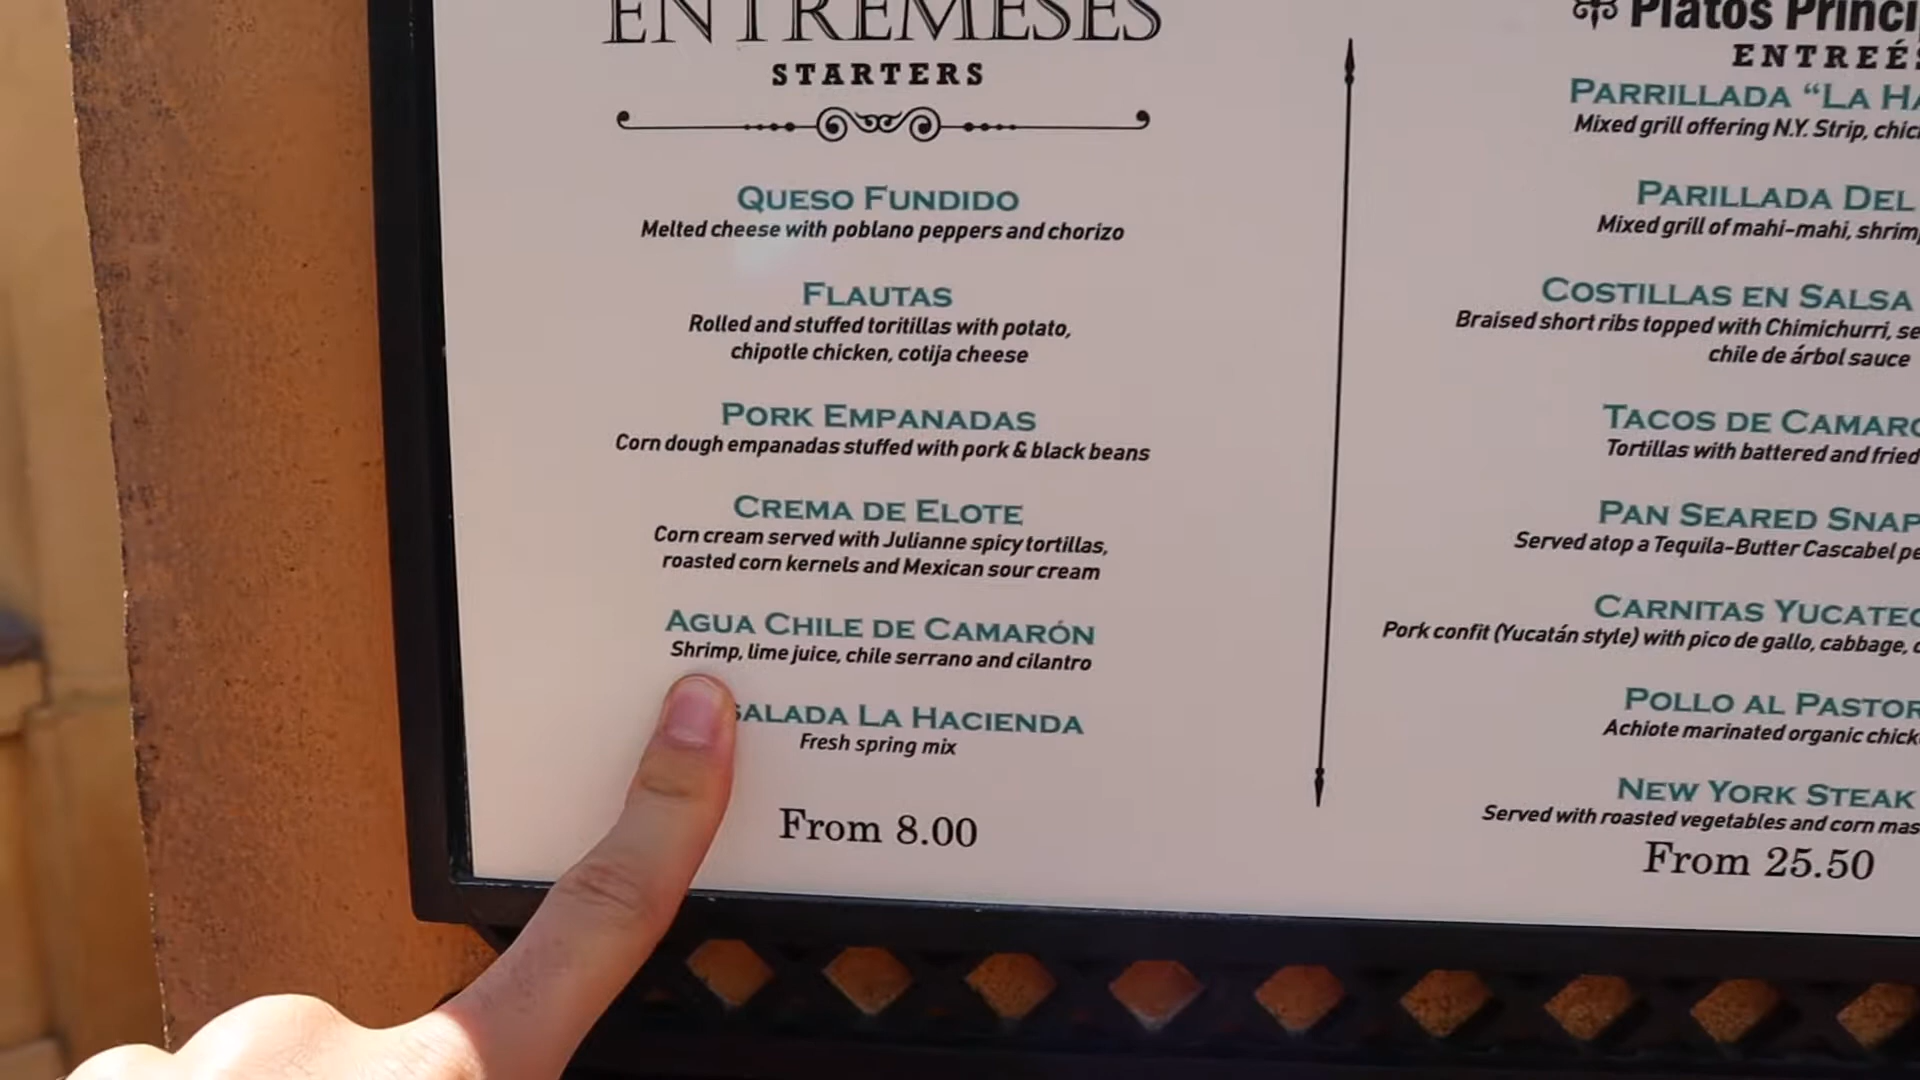 ENTREMESES
STARTERS
QUESO FUNDIDO
Melted cheese with poblano peppers and chorizo
FLAUTAS
Rolled and stuffed toritillas with potato,
chipotle chicken, cotija cheese
PORK EMPANADAS
Corn dough empanadas stuffed with pork & black beans
CREMA DE ELOTE
Corn cream served with Julianne spicy tortillas,
roasted corn kernels and Mexican sour cream
AGUA CHILE DE CAMARÓN
Shrimp, lime juice, chile serrano and cilantro
SALADA LA HACIENDA
Fresh spring mix
From 8.00
Platos Princi
ENTREÉS
PARRILLADA “LA HA
Mixed grill offering N.Y. Strip, chic
PARILLADA DEL
Mixed grill of mahi-mahi, shrim
COSTILLAS EN SALSA
Braised short ribs topped with Chimichurri, se
chile de árbol sauce
TACOS DE CAMARO
Tortillas with battered and fried
PAN SEARED SNAP
Served atop a Tequila-Butter Cascabel pe
CARNITAS YUCATEC
Pork confit (Yucatán style) with pico de gallo, cabbage,
POLLO AL PASTOR
Achiote marinated organic chick
NEW YORK STEAK
Served with roasted vegetables and corn mas
From 25.50